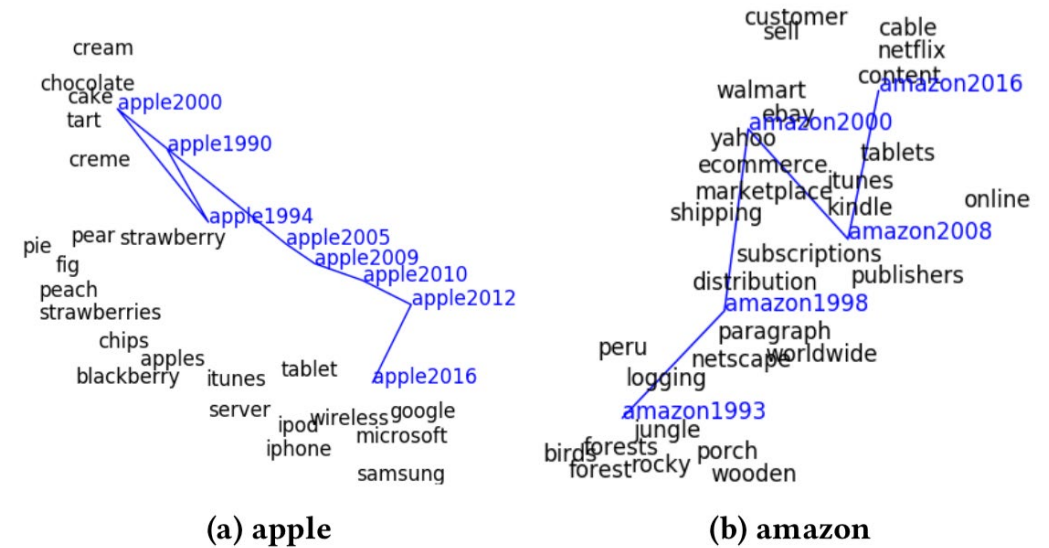 cream
chocolate
cake
apple2000
tart
apple1990
creme
apple1994
pear
strawberry
apple2005
pie
apple2009
fig
apple2010
peach
apple2012
strawberries
chips
apples
tablet
blackberry
itunes
apple2016
server
wireless
google
ipod
microsoft
iphone
samsung
(a) apple
customer
sell
cable
netflix
content
amazon2016
walmart
ebay
amazon2000
yahoo
tablets
ecommerce
itunes
marketplace
online
kindle
shipping
amazon2008
subscriptions
publishers
distribution
amazon1998
paragraph
peru
worldwide
netscape
logging
amazon1993
jungle
forests
birds
porch
rocky
forest
wooden
(b) amazon